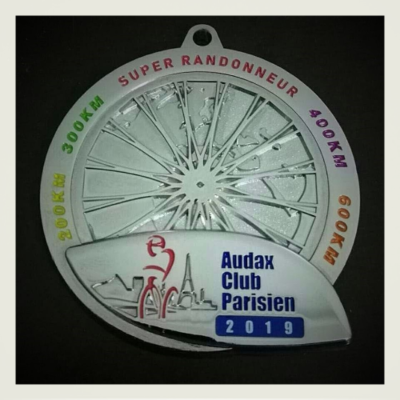 SUPER RANDONNEUR
200KM
300KM
400KM
600KM
Audax
Club
Parisien
2019